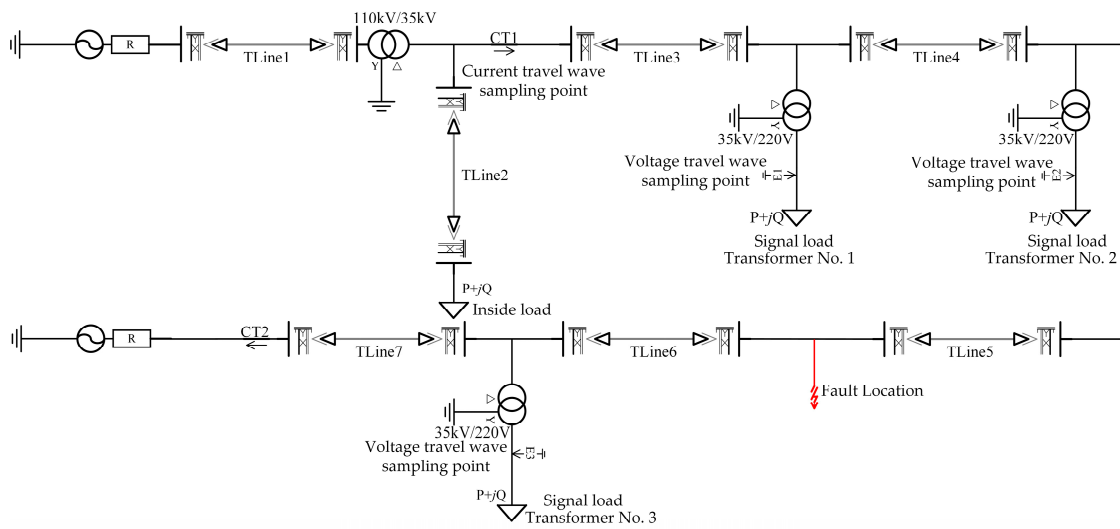 110kV/35kV
R
TLine1
Y
△
CT1
Current travel wave
sampling point
TLine3
TLine4
TLine2
△
Y
35kV/220V
Voltage travel wave
sampling point
E1
P+jQ
Signal load
Transformer No. 1
△
Y
35kV/220V
Voltage travel wave
sampling point
E2
P+jQ
Signal load
Transformer No. 2
P+jQ
Inside load
R
CT2
TLine7
TLine6
TLine5
Fault Location
△
Y
35kV/220V
Voltage travel wave
sampling point
E3
P+jQ
Signal load
Transformer No. 3